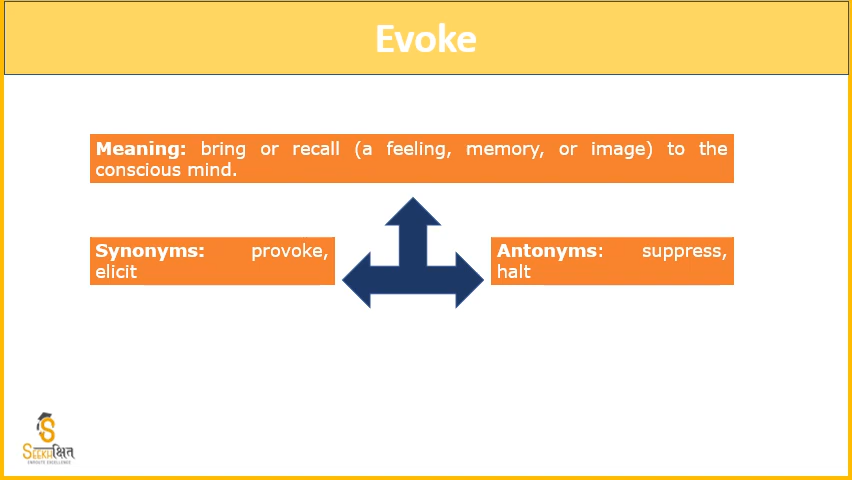 Evoke
Meaning: bring or recall (a feeling, memory, or image) to the
conscious mind.
Synonyms: provoke,
elicit
Antonyms: suppress,
halt
SEEKHक्षित